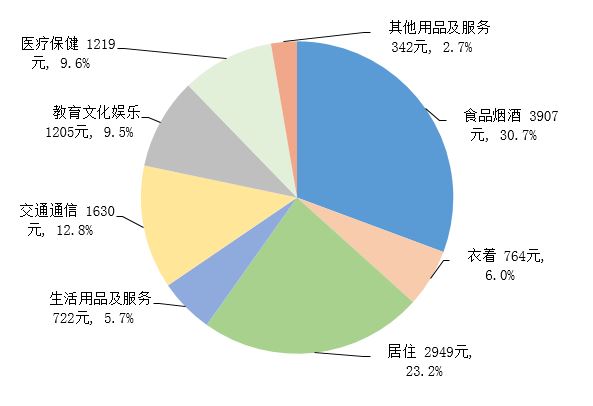 其他用品及服务
342元, 2.7%
食品烟酒 3907
元, 30.7%
衣着 764元,
6.0%
居住 2949元,
23.2%
生活用品及服务
722元, 5.7%
交通通信 1630
元, 12.8%
教育文化娱乐
1205元, 9.5%
医疗保健 1219
元, 9.6%